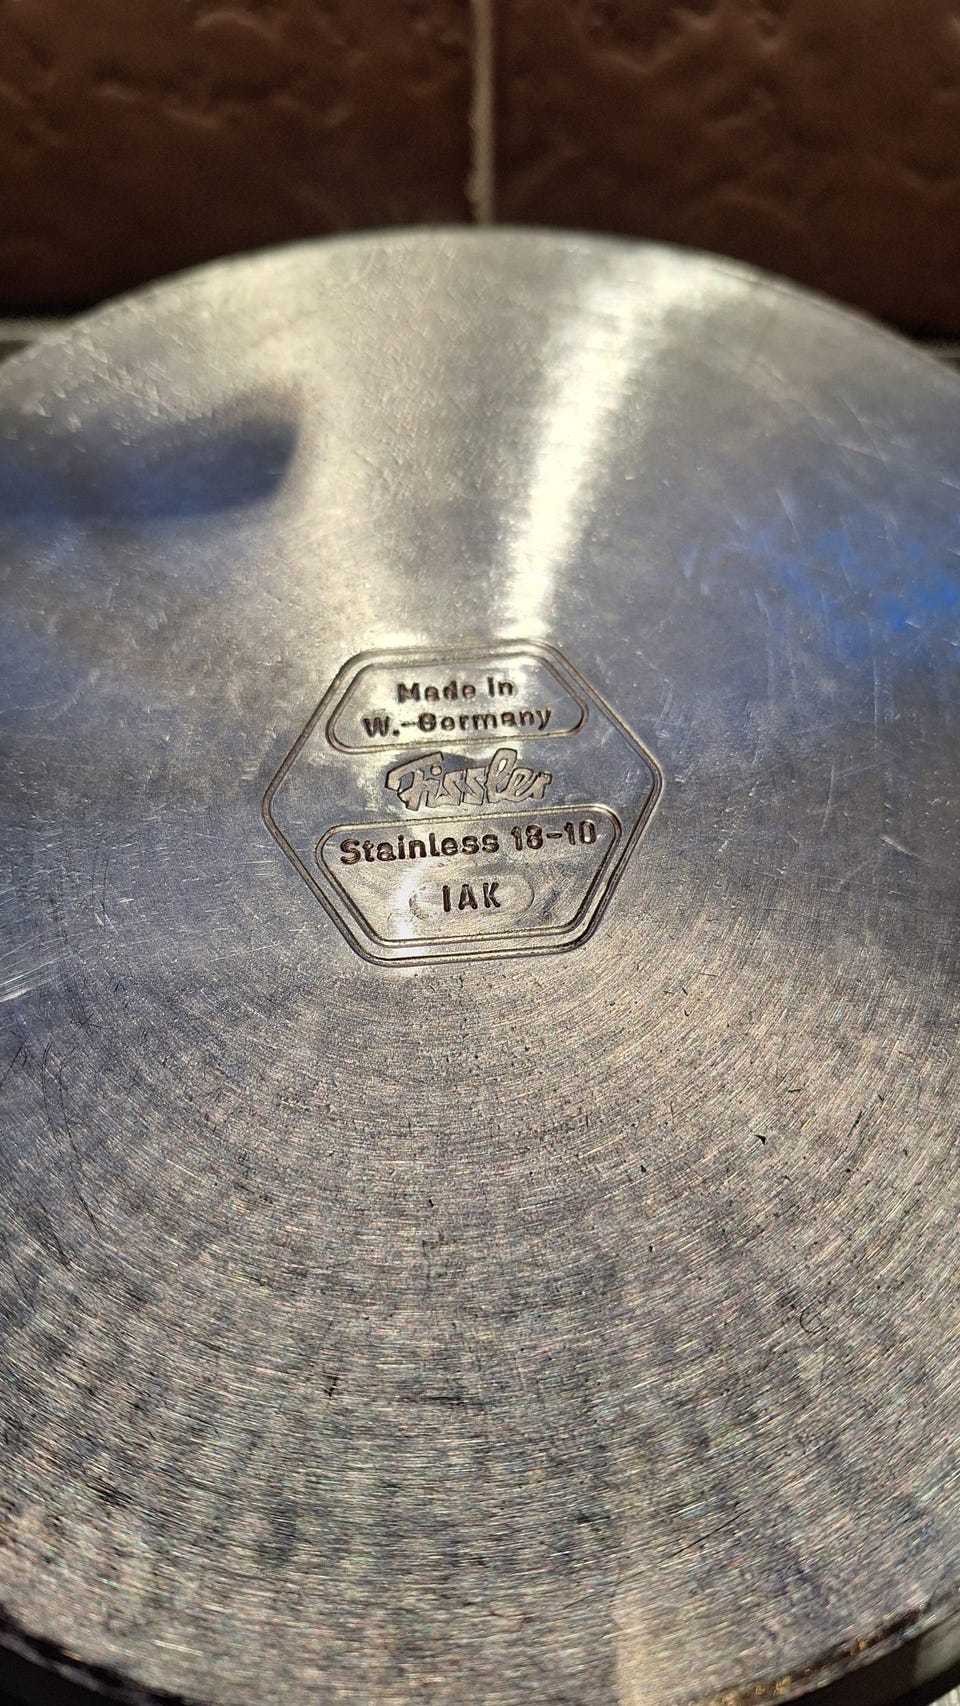 Made in
W.-Germany
Fissler
Stainless 18-10
IAK